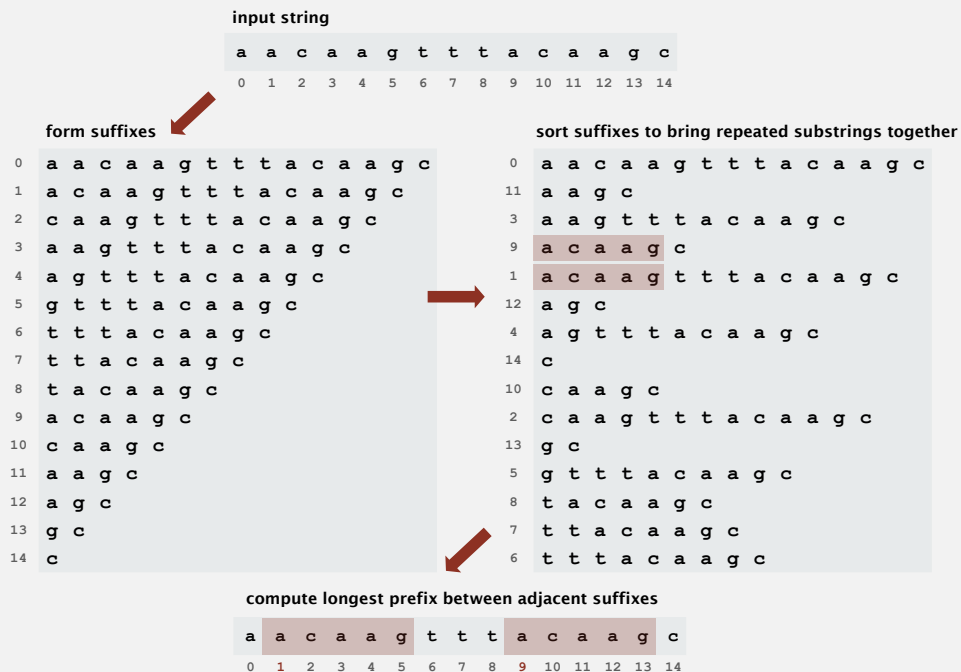 input string
a a c a a g t t t a c a a g c
0 1 2 3 4 5 6 7 8 9 10 11 12 13 14
form suffixes
0 a a c a a g t t t a c a a g c
1 a c a a g t t t a c a a g c
2 c a a g t t t a c a a g c
3 a a g t t t a c a a g c
4 a g t t t a c a a g c
5 g t t t a c a a g c
6 t t t a c a a g c
7 t t a c a a g c
8 t a c a a g c
9 a c a a g c
10 c a a g c
11 a a g c
12 a g c
13 g c
14 c
sort suffixes to bring repeated substrings together
0 a a c a a g t t t a c a a g c
11 a a g c
3 a a g t t t a c a a g c
9 a c a a g c
1 a c a a g t t t a c a a g c
12 a g c
4 a g t t t a c a a g c
14 c
10 c a a g c
2 c a a g t t t a c a a g c
13 g c
5 g t t t a c a a g c
8 t a c a a g c
7 t t a c a a g c
6 t t t a c a a g c
compute longest prefix between adjacent suffixes
a a c a a g t t t a c a a g c
0 1 2 3 4 5 6 7 8 9 10 11 12 13 14